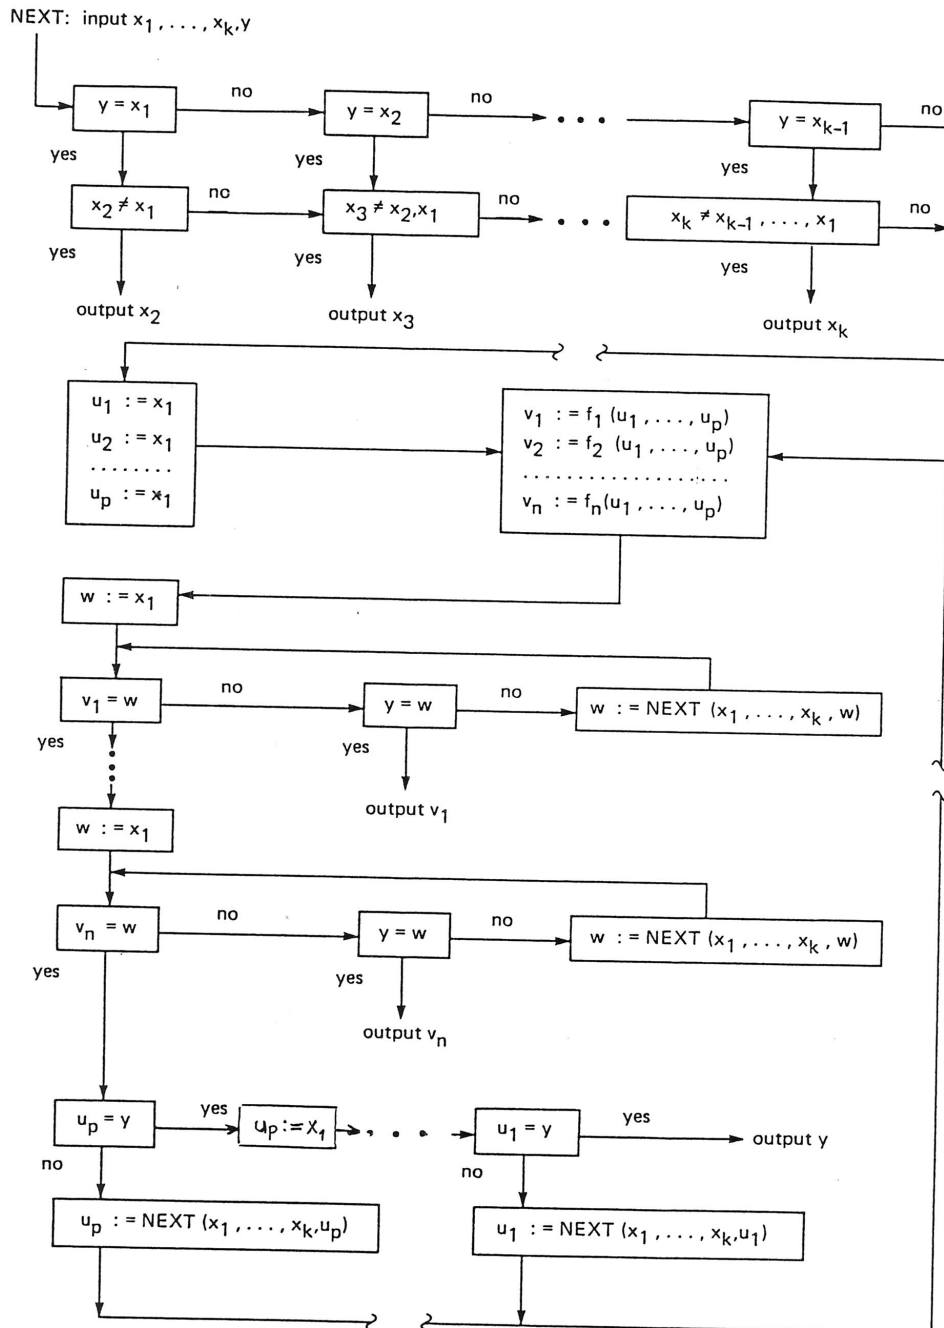 NEXT: input x₁, . . . , xₖ,y
y = x₁ no y = x₂ no • • • y = xₖ₋₁ no
yes yes yes
x₂ ≠ x₁ no x₃ ≠ x₂,x₁ no • • • xₖ ≠ xₖ₋₁, . . . , x₁ no
yes yes yes
output x₂ output x₃ output xₖ
u₁ := x₁
u₂ := x₁
. . . . . . . .
uₚ := x₁
v₁ := f₁ (u₁, . . . , uₚ)
v₂ := f₂ (u₁, . . . , uₚ)
. . . . . . . . . . . . . . . . . . .
vₙ := fₙ(u₁, . . . , uₚ)
w := x₁
v₁ = w no y = w no w := NEXT (x₁, . . . , xₖ, w)
yes yes
output v₁
w := x₁
vₙ = w no y = w no w := NEXT (x₁, . . . , xₖ, w)
yes yes
output vₙ
uₚ = y yes uₚ := x₁ • • • u₁ = y yes output y
no no
uₚ := NEXT (x₁, . . . , xₖ,uₚ) u₁ := NEXT (x₁, . . . , xₖ,u₁)